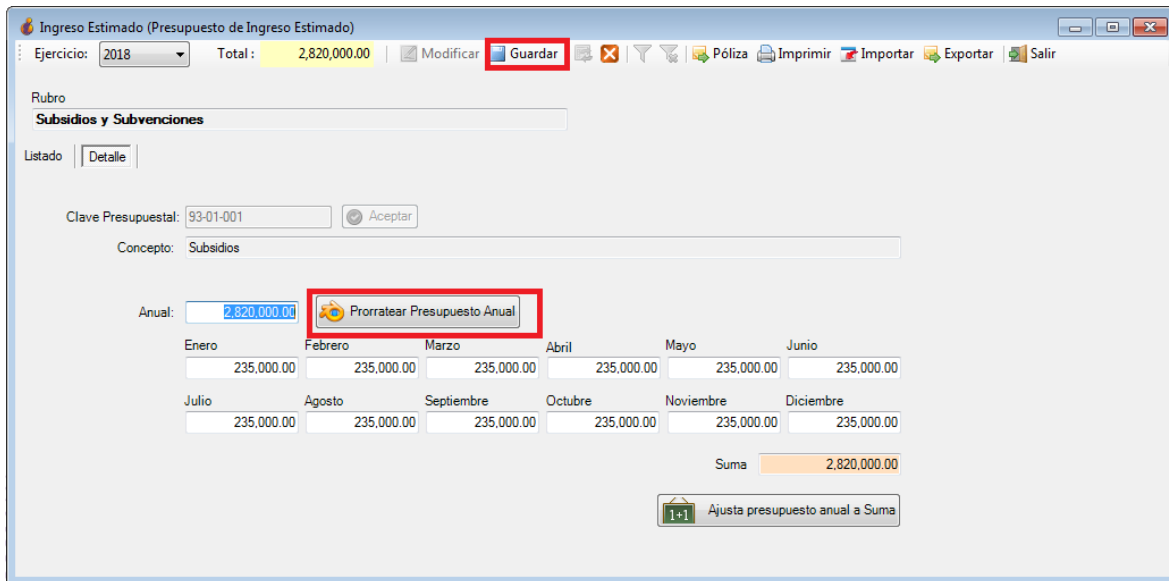 Ingreso Estimado (Presupuesto de Ingreso Estimado)
Ejercicio: 2018 Total : 2,820,000.00 Modificar Guardar Póliza Imprimir Importar Exportar Salir
Rubro
Subsidios y Subvenciones
Listado Detalle
Clave Presupuestal: 93-01-001 Aceptar
Concepto: Subsidios
Anual: 2,820,000.00 Prorratear Presupuesto Anual
Enero Febrero Marzo Abril Mayo Junio
235,000.00 235,000.00 235,000.00 235,000.00 235,000.00 235,000.00
Julio Agosto Septiembre Octubre Noviembre Diciembre
235,000.00 235,000.00 235,000.00 235,000.00 235,000.00 235,000.00
Suma 2,820,000.00
1+1 Ajusta presupuesto anual a Suma